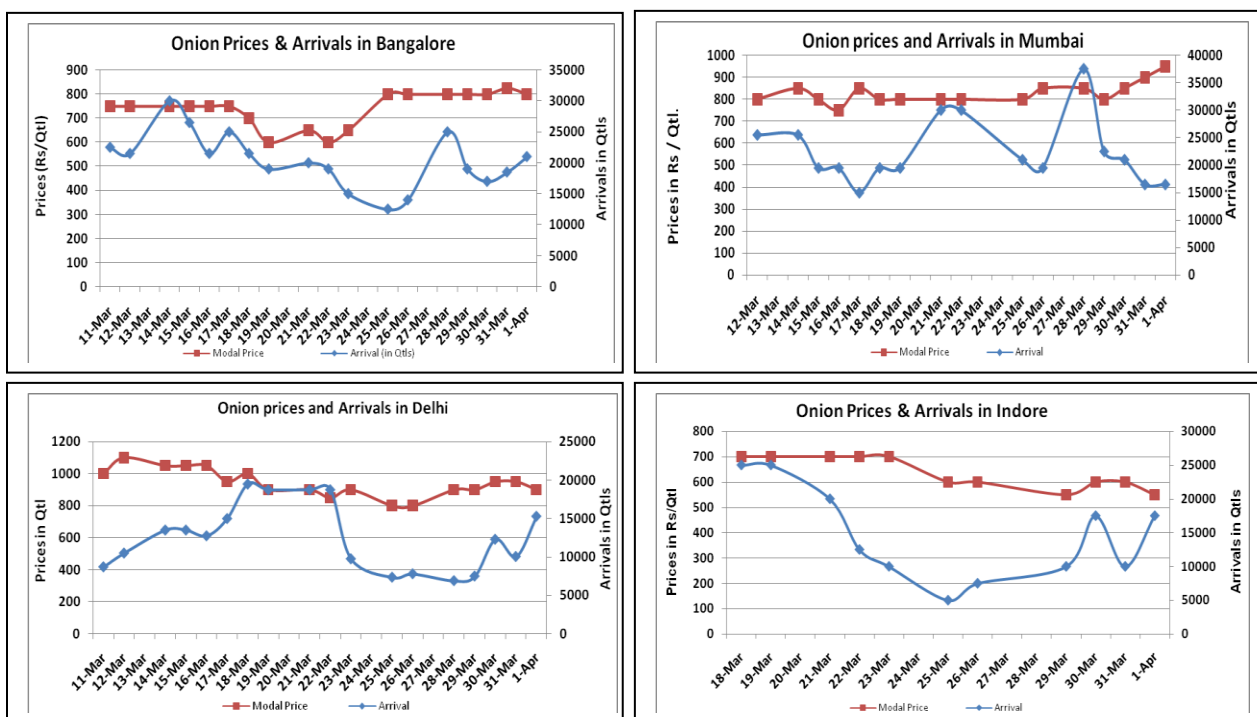 Onion Prices & Arrivals in Bangalore
Prices (Rs/Qtl)
900
800
700
600
500
400
300
200
100
0
35000
30000
25000
20000
15000
10000
5000
0
Arrivals in Qtls
11-Mar
12-Mar
13-Mar
14-Mar
15-Mar
16-Mar
17-Mar
18-Mar
19-Mar
20-Mar
21-Mar
22-Mar
23-Mar
24-Mar
25-Mar
26-Mar
27-Mar
28-Mar
29-Mar
30-Mar
31-Mar
1-Apr
Modal Price Arrival (in Qtls)
Onion prices and Arrivals in Mumbai
Prices in Rs / Qtl.
1000
900
800
700
600
500
400
300
200
100
0
40000
35000
30000
25000
20000
15000
10000
5000
0
Arrivals in Qtls
12-Mar
13-Mar
14-Mar
15-Mar
16-Mar
17-Mar
18-Mar
19-Mar
20-Mar
21-Mar
22-Mar
23-Mar
24-Mar
25-Mar
26-Mar
27-Mar
28-Mar
29-Mar
30-Mar
31-Mar
1-Apr
Modal Price Arrival
Onion prices and Arrivals in Delhi
Prices in Qtl
1200
1000
800
600
400
200
0
25000
20000
15000
10000
5000
0
Arrivals in Qtls
11-Mar
12-Mar
13-Mar
14-Mar
15-Mar
16-Mar
17-Mar
18-Mar
19-Mar
20-Mar
21-Mar
22-Mar
23-Mar
24-Mar
25-Mar
26-Mar
27-Mar
28-Mar
29-Mar
30-Mar
31-Mar
1-Apr
Modal Price Arrival
Onion Prices & Arrivals in Indore
Prices in Rs/Qtl
800
700
600
500
400
300
200
100
0
30000
25000
20000
15000
10000
5000
0
Arrivals in Qtls
18-Mar
19-Mar
20-Mar
21-Mar
22-Mar
23-Mar
24-Mar
25-Mar
26-Mar
27-Mar
28-Mar
29-Mar
30-Mar
31-Mar
1-Apr
Modal Price Arrival